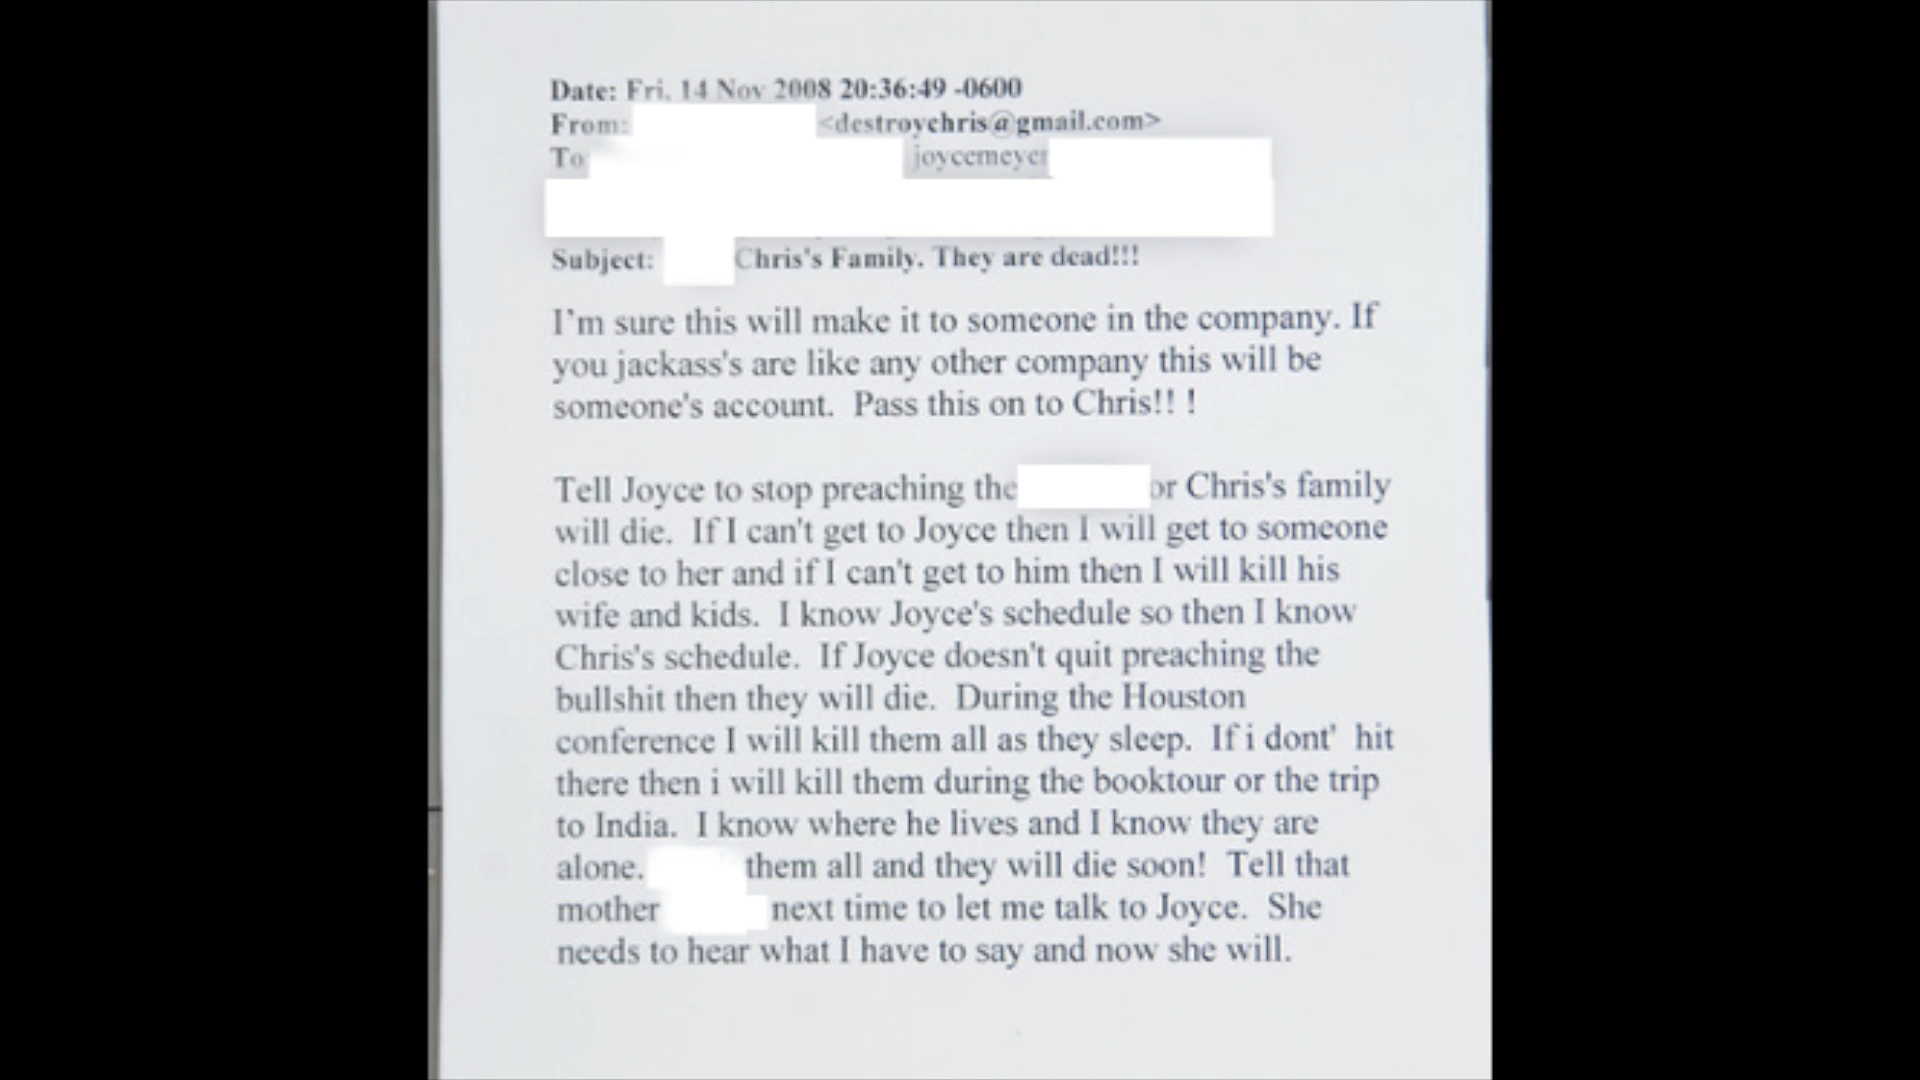 Date: Fri, 14 Nov 2008 20:36:49 -0600
From: <destroychris@gmail.com>
To joycemeyer
Subject: Chris's Family. They are dead!!!
I'm sure this will make it to someone in the company. If
you jackass's are like any other company this will be
someone's account. Pass this on to Chris!! !
Tell Joyce to stop preaching the or Chris's family
will die. If I can't get to Joyce then I will get to someone
close to her and if I can't get to him then I will kill his
wife and kids. I know Joyce's schedule so then I know
Chris's schedule. If Joyce doesn't quit preaching the
bullshit then they will die. During the Houston
conference I will kill them all as they sleep. If i dont' hit
there then i will kill them during the booktour or the trip
to India. I know where he lives and I know they are
alone. them all and they will die soon! Tell that
mother next time to let me talk to Joyce. She
needs to hear what I have to say and now she will.